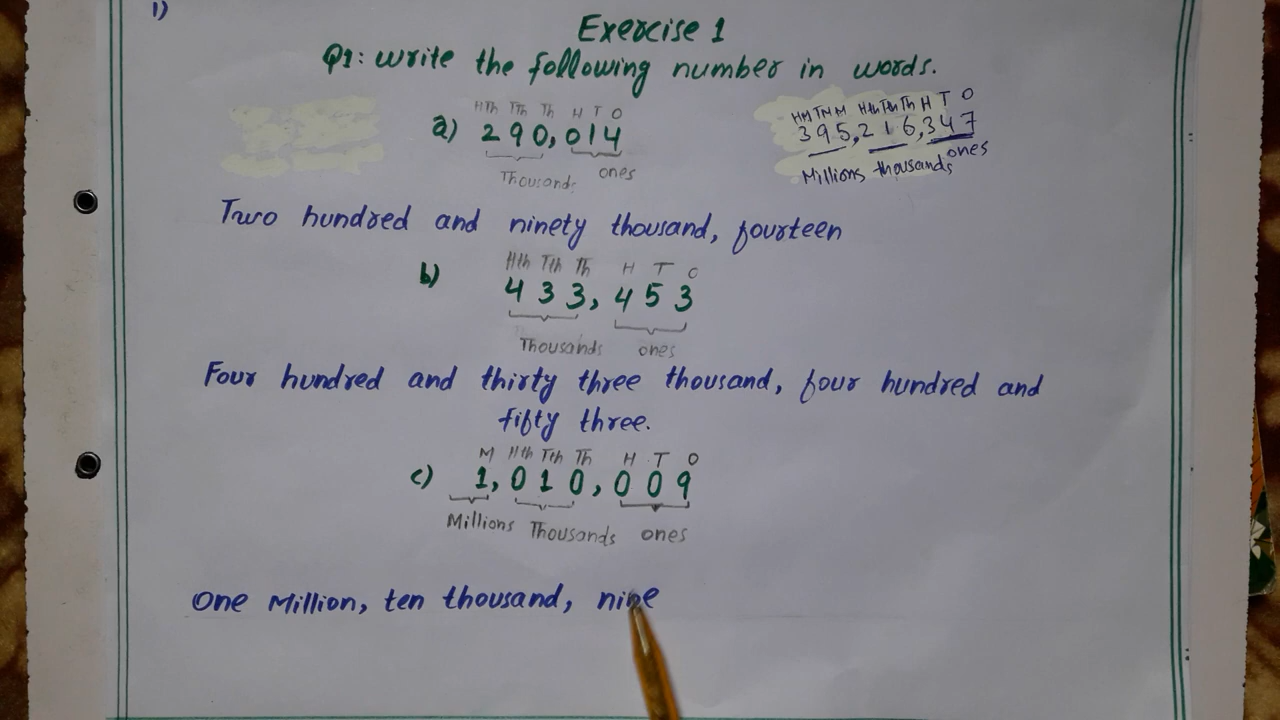 1)
Exercise 1
Q1: Write the following number in words.
HTh TTh Th H T O
a) 290,014
Thousands ones
HM TM M Hth Tth Th H T O
395,216,347
Millions thousands ones
Two hundred and ninety thousand, fourteen
Hth Tth Th H T O
b) 433,453
Thousands ones
Four hundred and thirty three thousand, four hundred and
fifty three.
M Hth Tth Th H T O
c) 1,010,009
Millions Thousands ones
One Million, ten thousand, nine